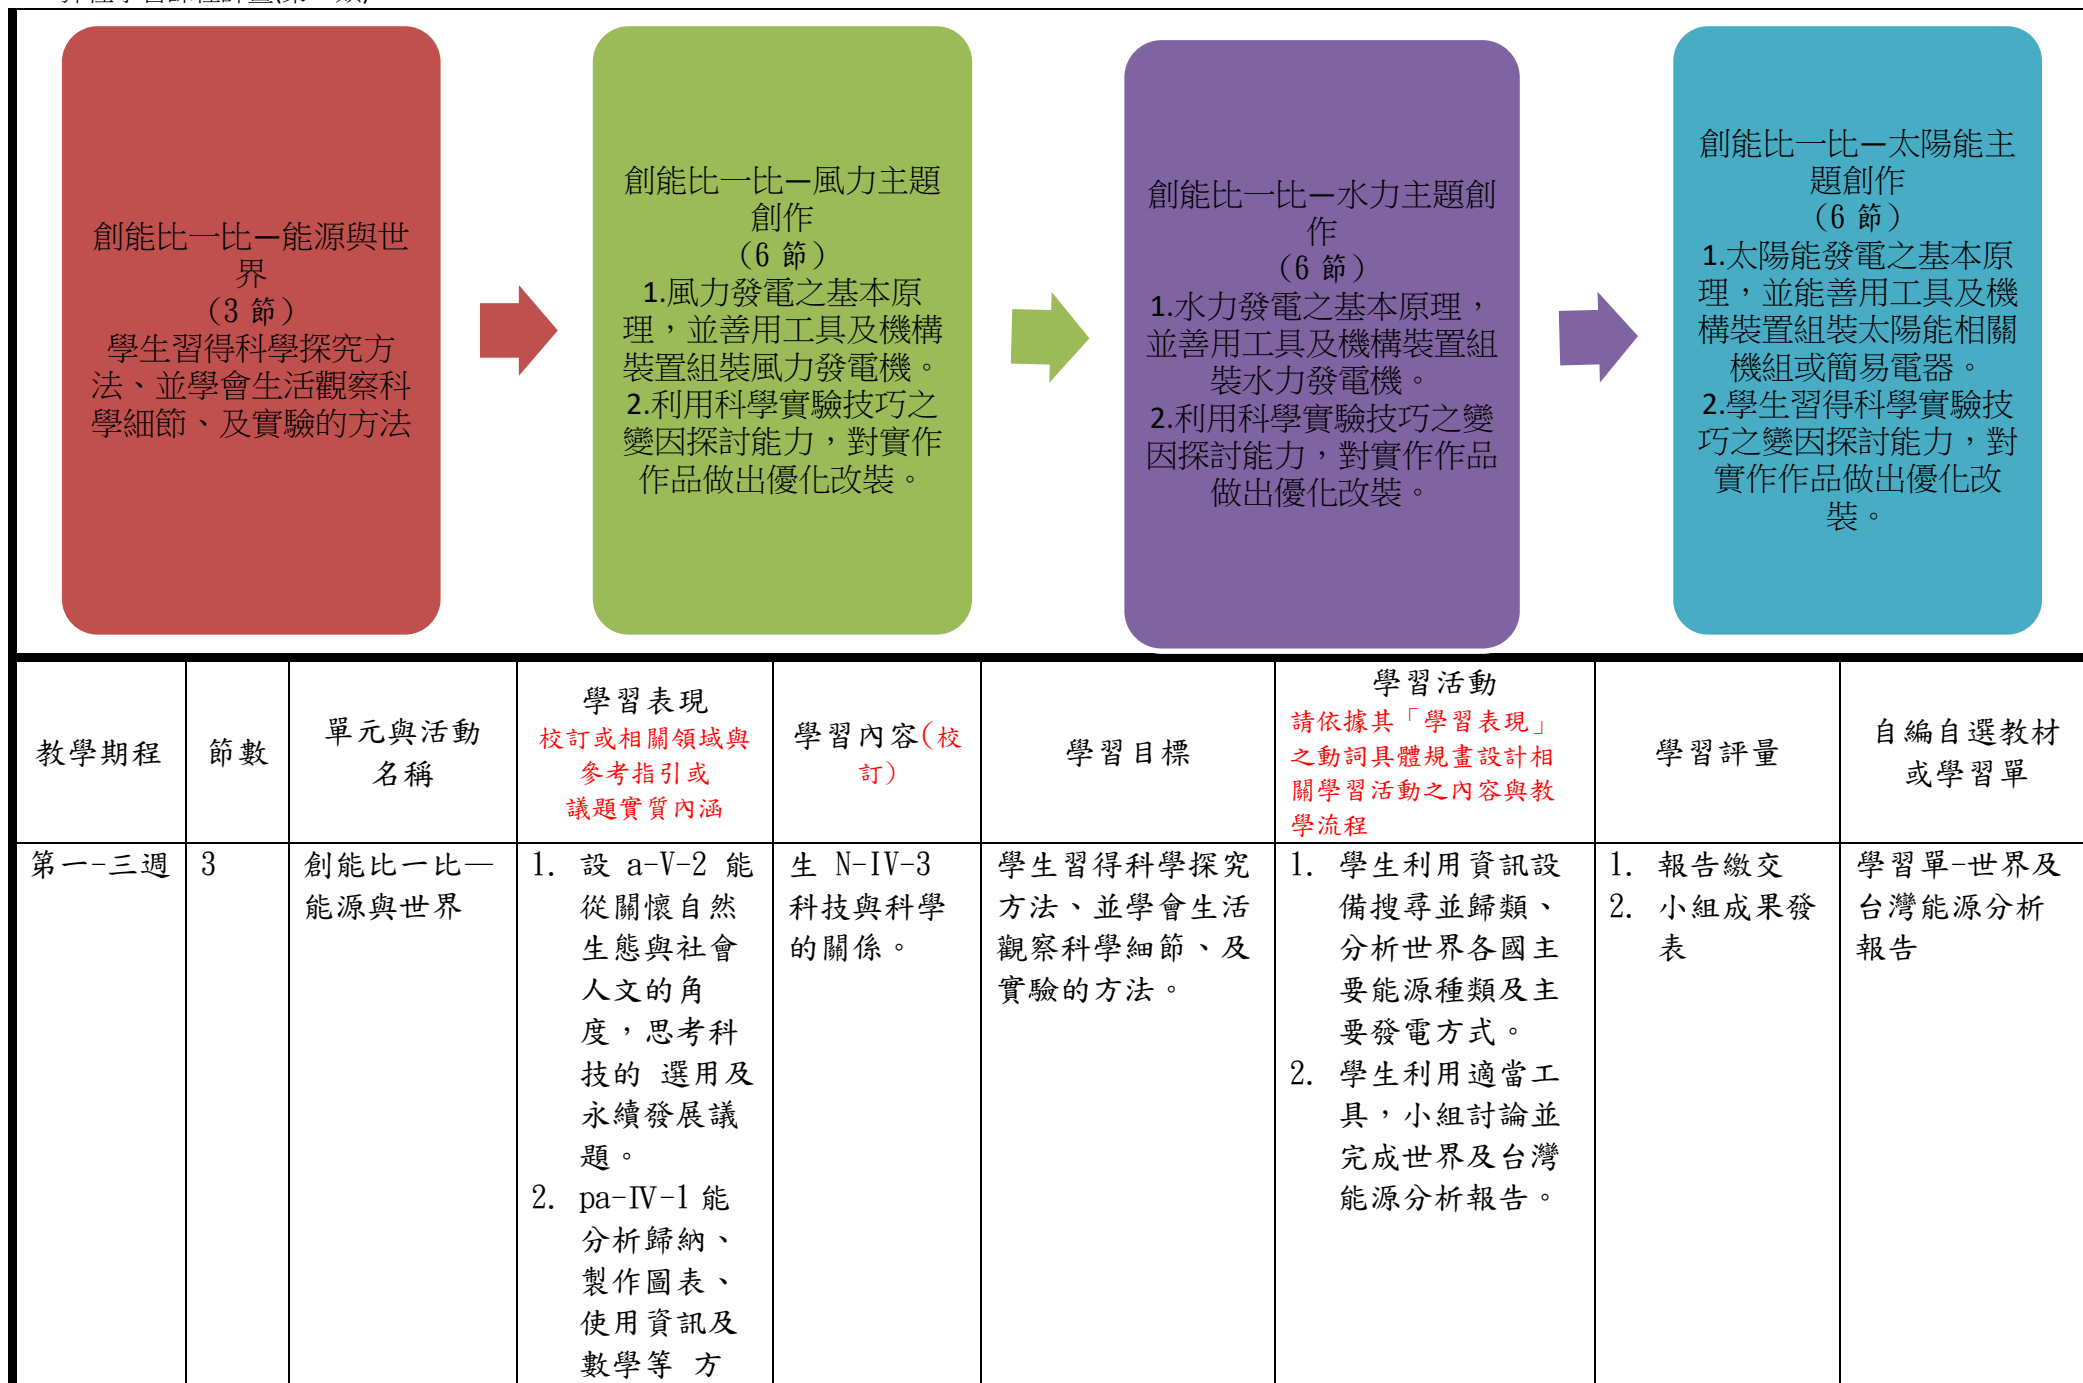 創能比一比—能源與世
界
（3 節）
學生習得科學探究方
法、並學會生活觀察科
學細節、及實驗的方法
創能比一比—風力主題
創作
（6 節）
1.風力發電之基本原
理，並善用工具及機構
裝置組裝風力發電機。
2.利用科學實驗技巧之
變因探討能力，對實作
作品做出優化改裝。
創能比一比—水力主題創
作
（6 節）
1.水力發電之基本原理，
並善用工具及機構裝置組
裝水力發電機。
2.利用科學實驗技巧之變
因探討能力，對實作作品
做出優化改裝。
創能比一比—太陽能主
題創作
（6 節）
1.太陽能發電之基本原
理，並能善用工具及機
構裝置組裝太陽能相關
機組或簡易電器。
2.學生習得科學實驗技
巧之變因探討能力，對
實作作品做出優化改
裝。
教學期程
節數
單元與活動
名稱
學習表現
校訂或相關領域與
參考指引或
議題實質內涵
學習內容(校
訂)
學習目標
學習活動
請依據其「學習表現」
之動詞具體規畫設計相
關學習活動之內容與教
學流程
學習評量
自編自選教材
或學習單
第一-三週
3
創能比一比—
能源與世界
1. 設 a-V-2 能
從關懷自然
生態與社會
人文的角
度，思考科
技的 選用及
永續發展議
題。
2. pa-IV-1 能
分析歸納、
製作圖表、
使用資訊及
數學等 方
生 N-IV-3
科技與科學
的關係。
學生習得科學探究
方法、並學會生活
觀察科學細節、及
實驗的方法。
1. 學生利用資訊設
備搜尋並歸類、
分析世界各國主
要能源種類及主
要發電方式。
2. 學生利用適當工
具，小組討論並
完成世界及台灣
能源分析報告。
1. 報告繳交
2. 小組成果發
表
學習單-世界及
台灣能源分析
報告